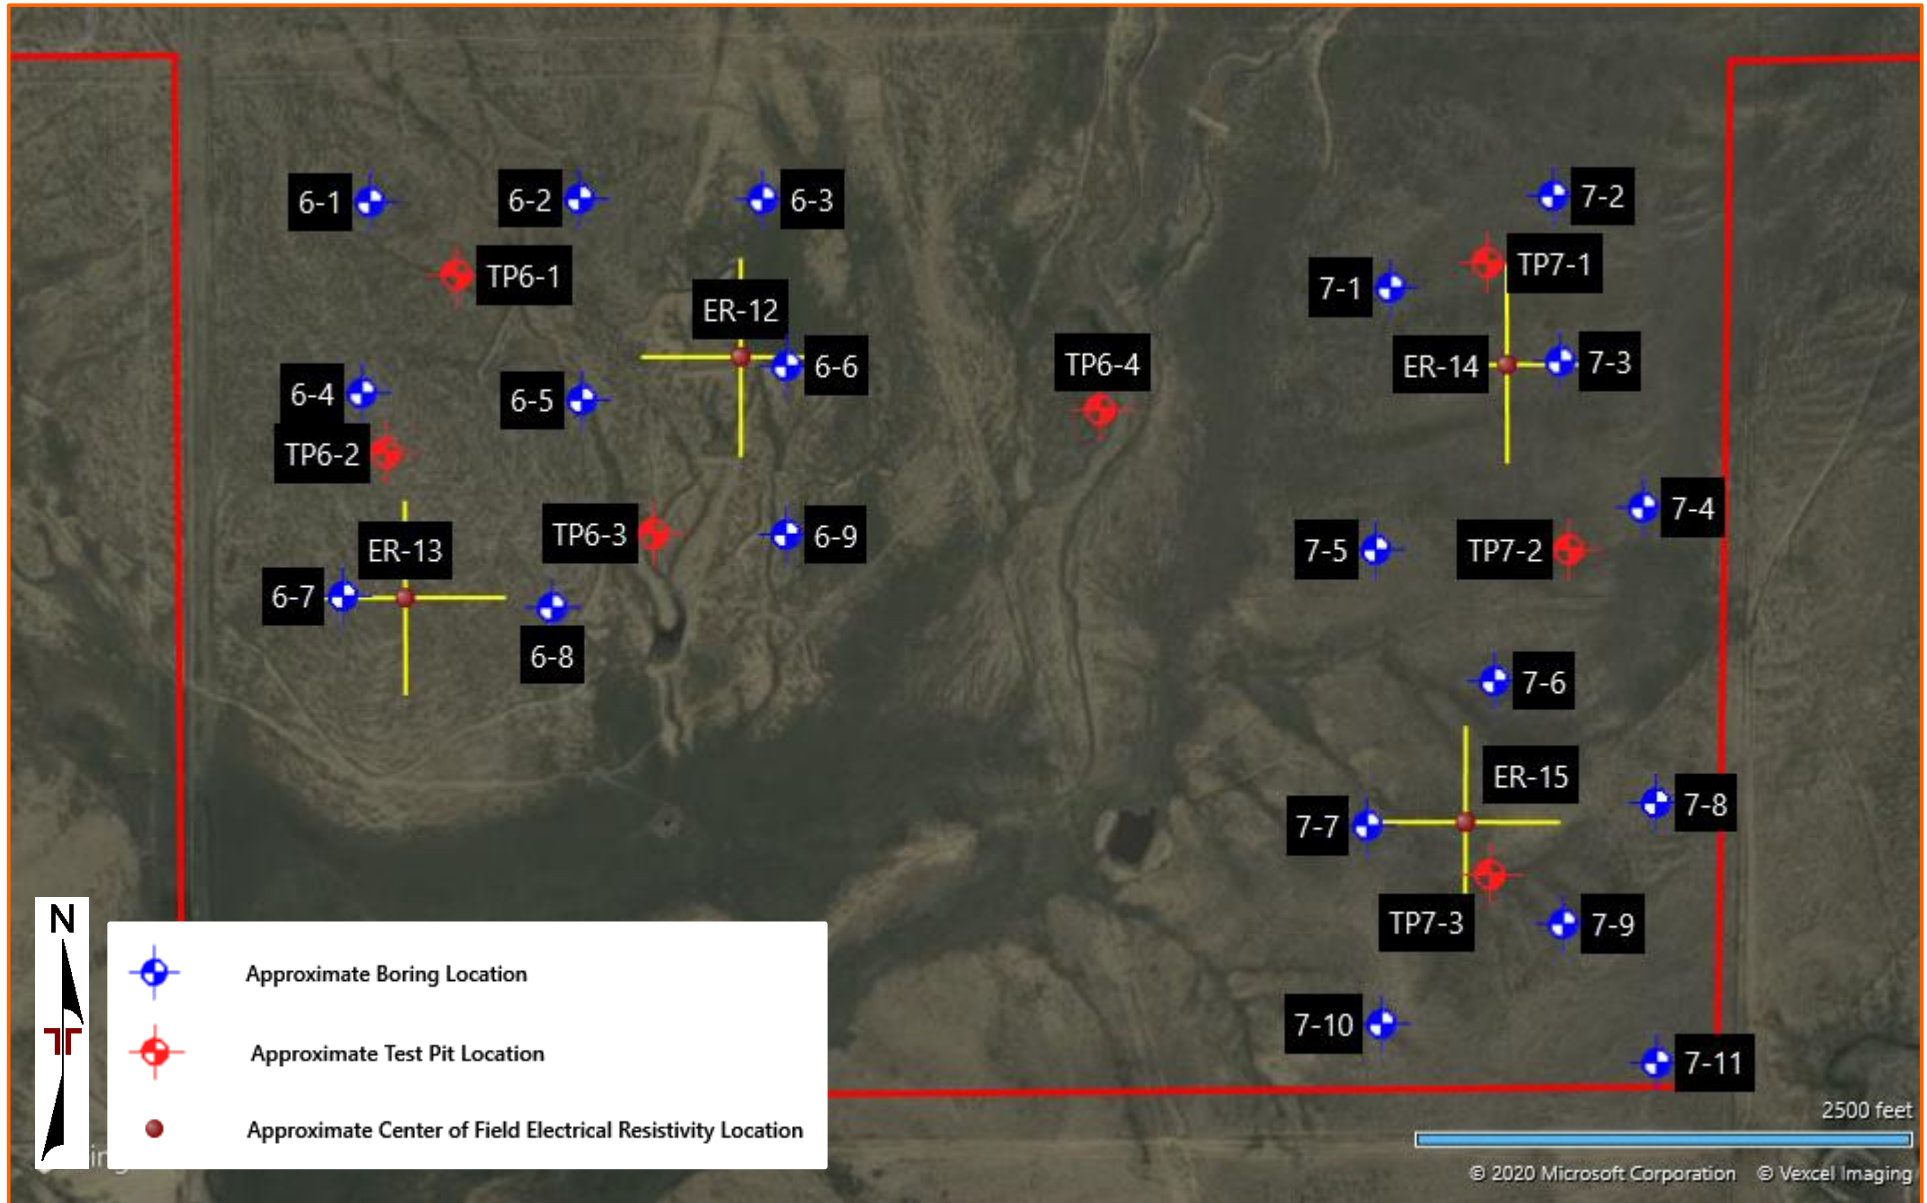 6-1
6-2
6-3
7-2
TP6-1
TP7-1
7-1
ER-12
6-6
TP6-4
ER-14
7-3
6-4
6-5
TP6-2
7-4
TP6-3
6-9
ER-13
7-5
TP7-2
6-7
6-8
7-6
ER-15
7-7
7-8
TP7-3
7-9
N
Approximate Boring Location
7-10
Approximate Test Pit Location
7-11
2500 feet
Approximate Center of Field Electrical Resistivity Location
© 2020 Microsoft Corporation © Vexcel Imaging